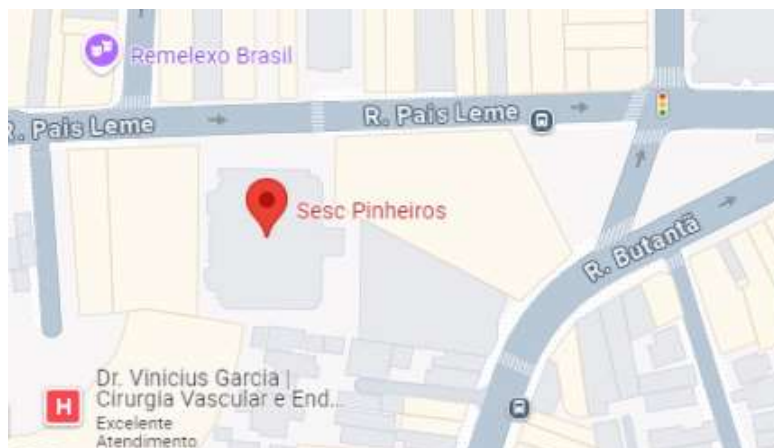 Remelexo Brasil
R. Pais Leme
R. Pais Leme
Sesc Pinheiros
R. Butantã
Dr. Vinicius Garcia |
Cirurgia Vascular e End...
H
Excelente
Atendimento